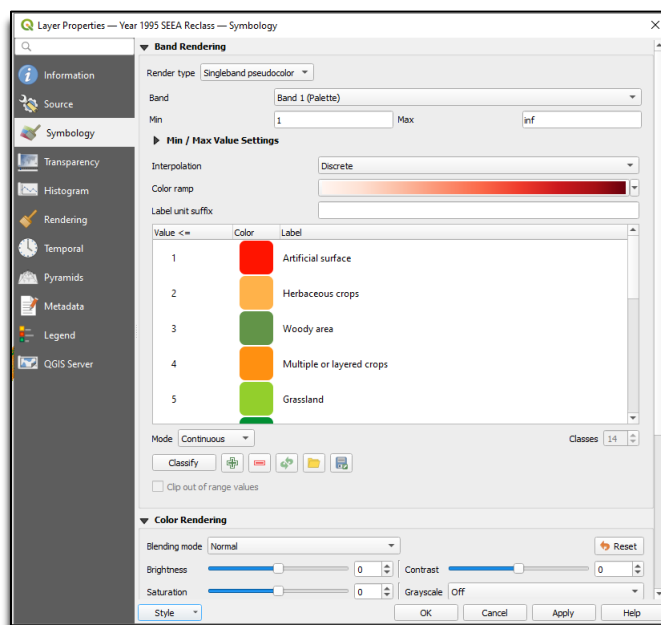 Layer Properties — Year 1995 SEEA Reclass — Symbology
Information
Source
Symbology
Transparency
Histogram
Rendering
Temporal
Pyramids
Metadata
Legend
QGIS Server
Band Rendering
Render type Singleband pseudocolor
Band Band 1 (Palette)
Min 1 Max inf
Min / Max Value Settings
Interpolation Discrete
Color ramp
Label unit suffix
Value <= Color Label
1 Artificial surface
2 Herbaceous crops
3 Woody area
4 Multiple or layered crops
5 Grassland
Mode Continuous Classes 14
Classify
Clip out of range values
Color Rendering
Blending mode Normal Reset
Brightness 0 Contrast 0
Saturation 0 Grayscale Off
Style OK Cancel Apply Help